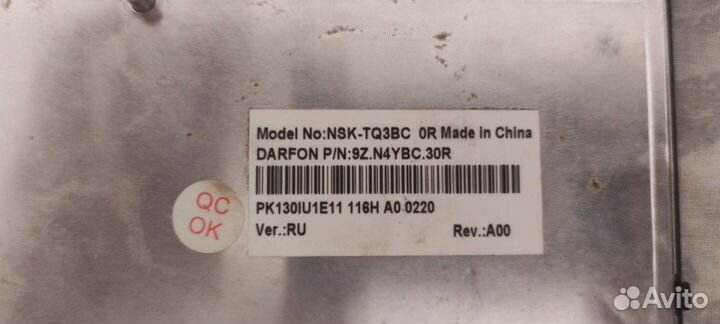 Model No:NSK-TQ3BC 0R Made in China
DARFON P/N:9Z.N4YBC.30R
PK130IU1E11 116H A0 0220
Ver.:RU Rev.:A00
QC
OK
Avito